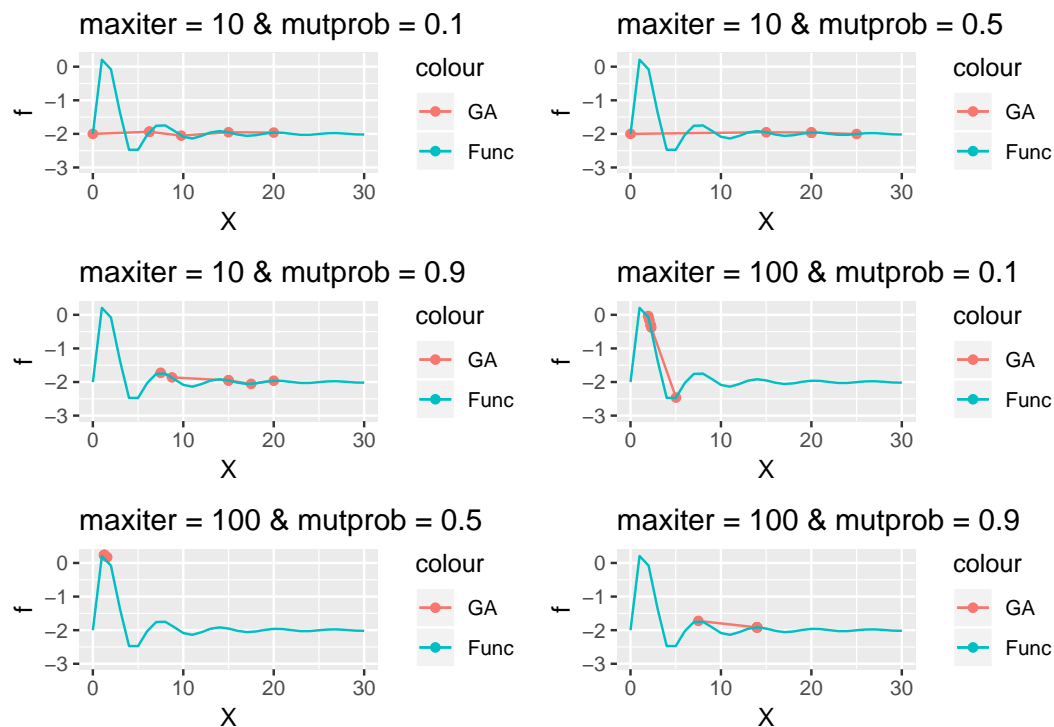 maxiter = 10 & mutprob = 0.1
0
−1
−2
−3
f
0 10 20 30
X
colour
GA
Func
maxiter = 10 & mutprob = 0.5
0
−1
−2
−3
f
0 10 20 30
X
colour
GA
Func
maxiter = 10 & mutprob = 0.9
0
−1
−2
−3
f
0 10 20 30
X
colour
GA
Func
maxiter = 100 & mutprob = 0.1
0
−1
−2
−3
f
0 10 20 30
X
colour
GA
Func
maxiter = 100 & mutprob = 0.5
0
−1
−2
−3
f
0 10 20 30
X
colour
GA
Func
maxiter = 100 & mutprob = 0.9
0
−1
−2
−3
f
0 10 20 30
X
colour
GA
Func